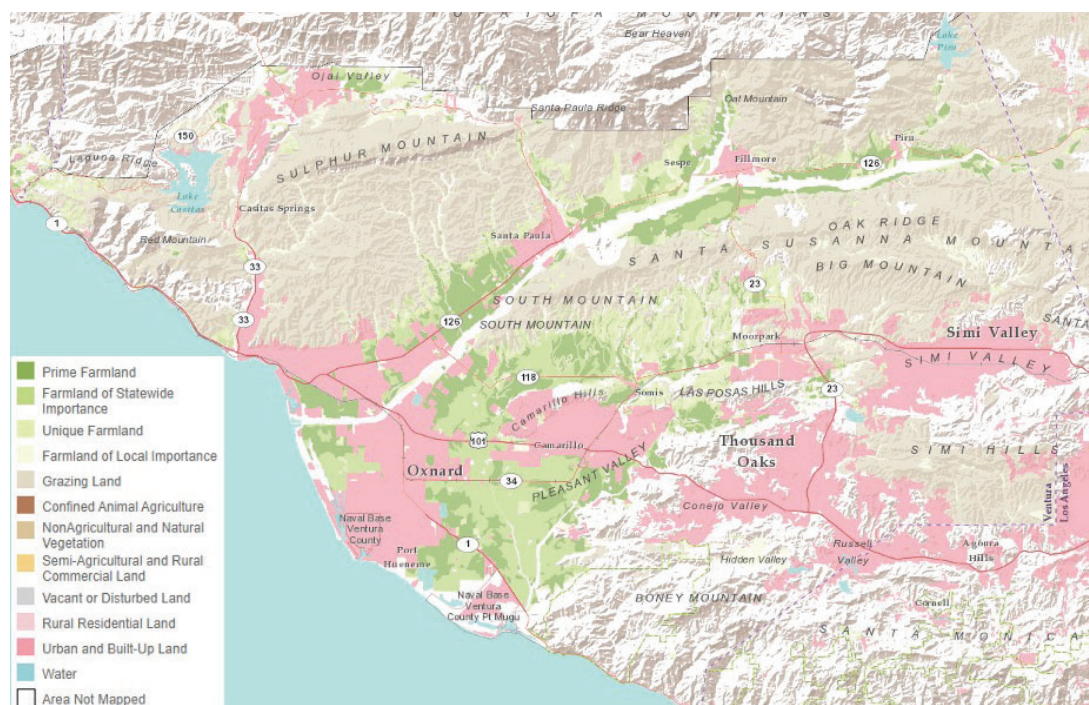 TOPATOPA MOUNTAINS
Bear Heaven
Lake
Piru
Ojai Valley
Santa Paula Ridge
Oat Mountain
150
Laguna Ridge
SULPHUR MOUNTAIN
Sespe
Fillmore
Piru
126
Lake
Casitas
Casitas Springs
1
Red Mountain
Santa Paula
OAK RIDGE
SANTA SUSANNA MOUNTA
BIG MOUNTAIN
33
23
SOUTH MOUNTAIN
33
126
SOUTH MOUNTAIN
Moorpark
Simi Valley
SANTA
SIMI VALLEY
118
Somis
LAS POSAS HILLS
23
Camarillo Hills
101
Camarillo
Thousand
Oaks
SIMI HILLS
Oxnard
34
PLEASANT VALLEY
Ventura
Los Angeles
Conejo Valley
Naval Base
Ventura
County
Port
Hueneme
1
Hidden Valley
Russell
Valley
Agoura
Hills
Naval Base
Ventura
County Pt Mugu
BONEY MOUNTAIN
Cornell
SANTA MONICA
Prime Farmland
Farmland of Statewide
Importance
Unique Farmland
Farmland of Local Importance
Grazing Land
Confined Animal Agriculture
NonAgricultural and Natural
Vegetation
Semi-Agricultural and Rural
Commercial Land
Vacant or Disturbed Land
Rural Residential Land
Urban and Built-Up Land
Water
Area Not Mapped